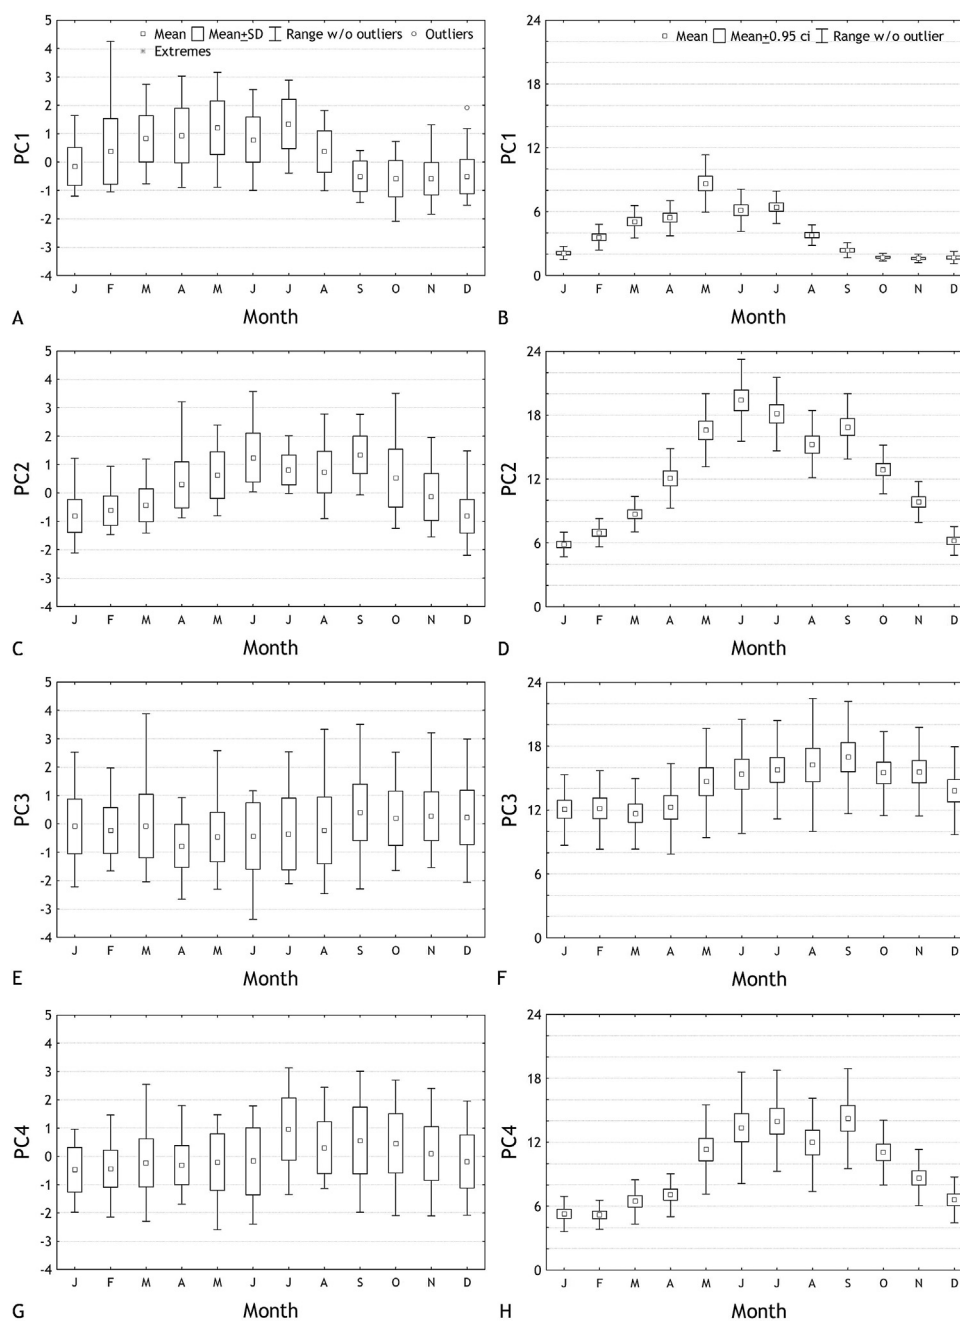 5
4
3
2
1
0
-1
-2
-3
-4
PC1
Mean Mean±SD Range w/o outliers Outliers
Extremes
J F M A M J J A S O N D
A Month
24
18
12
6
0
PC1
Mean Mean±0.95 ci Range w/o outlier
J F M A M J J A S O N D
B Month
5
4
3
2
1
0
-1
-2
-3
-4
PC2
J F M A M J J A S O N D
C Month
24
18
12
6
0
PC2
J F M A M J J A S O N D
D Month
5
4
3
2
1
0
-1
-2
-3
-4
PC3
J F M A M J J A S O N D
E Month
24
18
12
6
0
PC3
J F M A M J J A S O N D
F Month
5
4
3
2
1
0
-1
-2
-3
-4
PC4
J F M A M J J A S O N D
G Month
24
18
12
6
0
PC4
J F M A M J J A S O N D
H Month